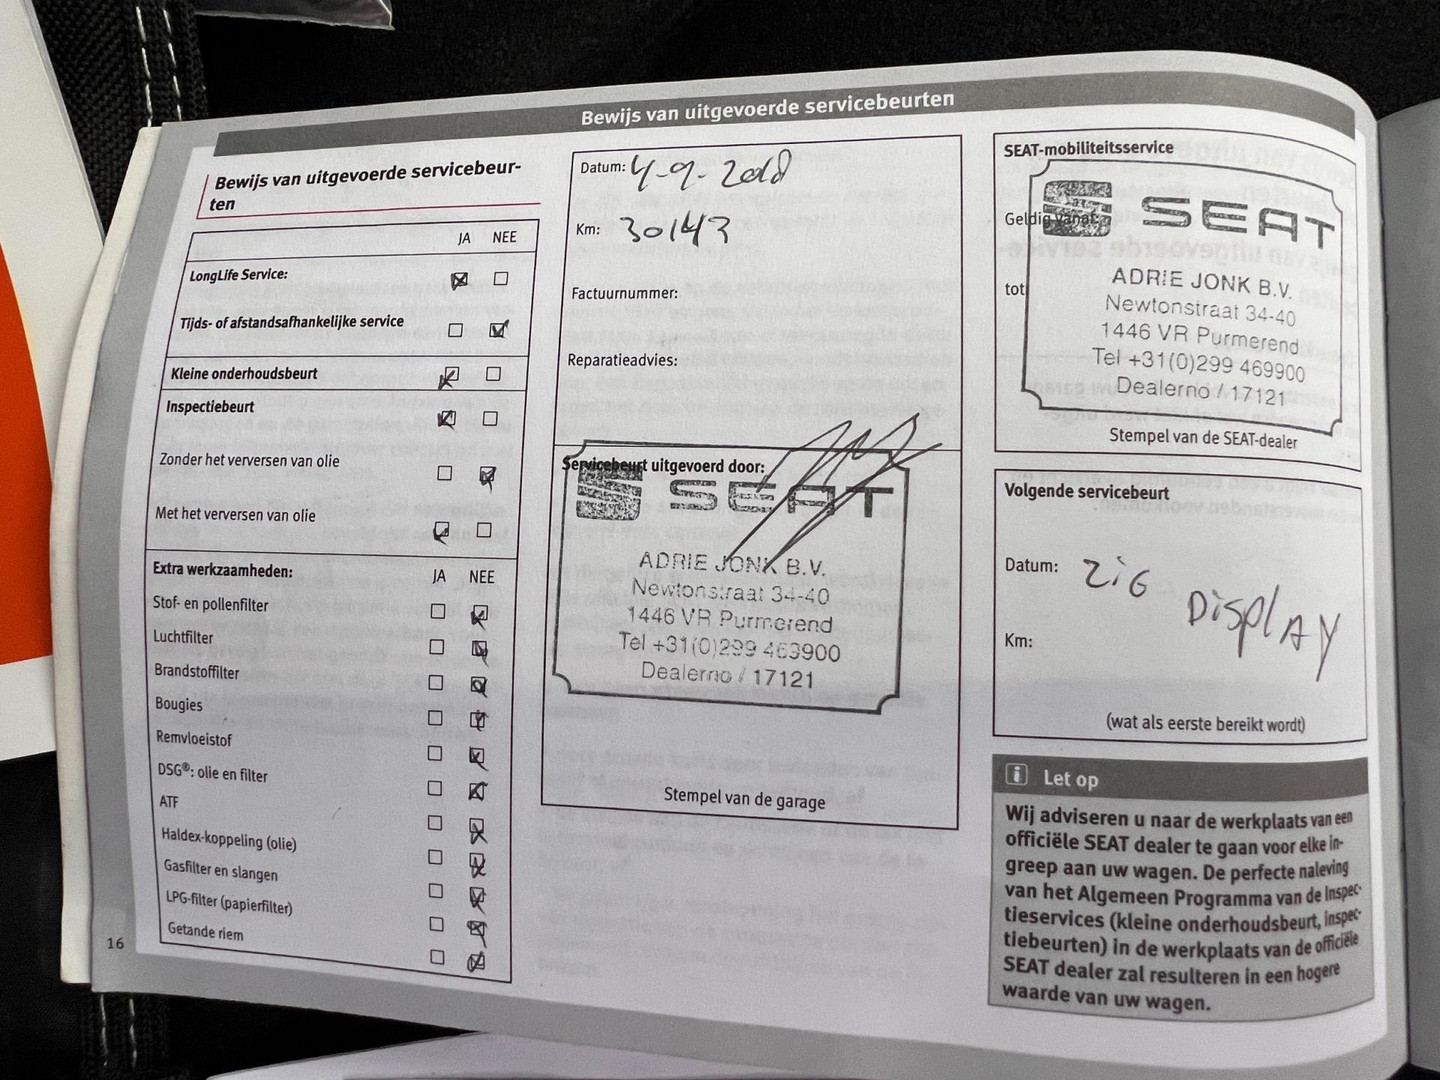 Bewijs van uitgevoerde servicebeurten
Bewijs van uitgevoerde servicebeur-
ten
JA NEE
LongLife Service:
Tijds- of afstandsafhankelijke service
Kleine onderhoudsbeurt
Inspectiebeurt
Zonder het verversen van olie
Met het verversen van olie
Extra werkzaamheden: JA NEE
Stof- en pollenfilter
Luchtfilter
Brandstoffilter
Bougies
Remvloeistof
DSG®: olie en filter
ATF
Haldex-koppeling (olie)
Gasfilter en slangen
LPG-filter (papierfilter)
Getande riem
16
Datum: 4-9-2018
Km: 30143
Factuurnummer:
Reparatieadvies:
Servicebeurt uitgevoerd door:
SEAT
ADRIE JONK B.V.
Newtonstraat 34-40
1446 VR Purmerend
Tel +31(0)299 469900
Dealerno / 17121
Stempel van de garage
SEAT-mobiliteitsservice
Geldig vanaf:
SEAT
tot:
ADRIE JONK B.V.
Newtonstraat 34-40
1446 VR Purmerend
Tel +31(0)299 469900
Dealerno / 17121
Stempel van de SEAT-dealer
Volgende servicebeurt
Datum: ZiG DispLAY
Km:
(wat als eerste bereikt wordt)
i Let op
Wij adviseren u naar de werkplaats van een
officiële SEAT dealer te gaan voor elke in-
greep aan uw wagen. De perfecte naleving
van het Algemeen Programma van de Inspec-
tieservices (kleine onderhoudsbeurt, inspec-
tiebeurten) in de werkplaats van de officiële
SEAT dealer zal resulteren in een hogere
waarde van uw wagen.